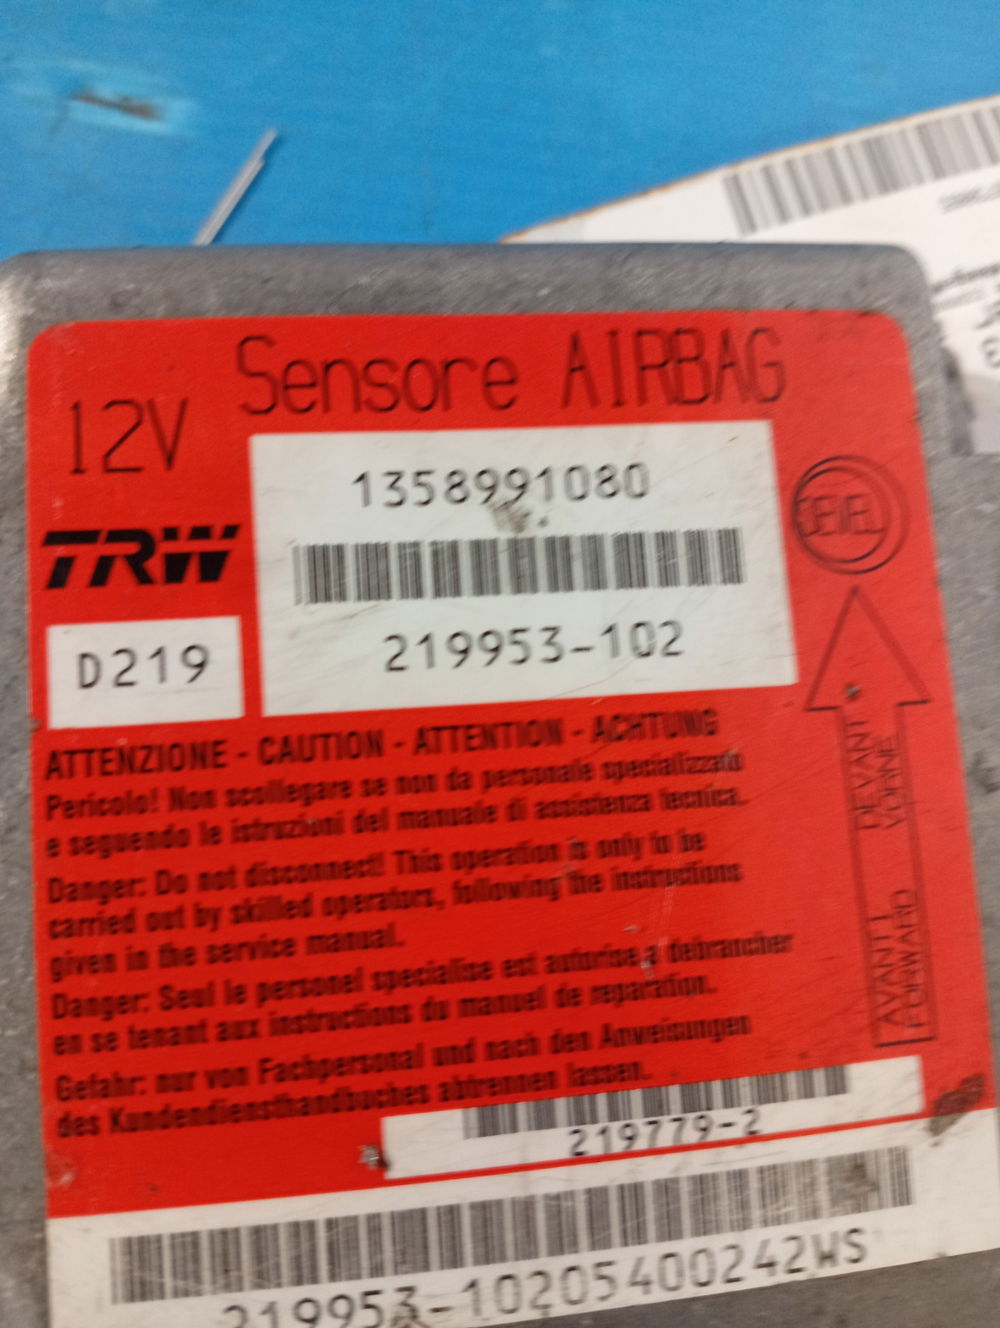 Sensore AIRBAG
12V
1358991080
TRW
219953-102
D219
ATTENZIONE - CAUTION - ATTENTION - ACHTUNG
Pericolo! Non scollegare se non da personale specializzato
e seguendo le istruzioni del manuale di assistenza tecnica.
Danger: Do not disconnect! This operation is only to be
carried out by skilled operators, following the instructions
given in the service manual.
Danger: Seul le personel specialise est autorise a debrancher
en se tenant aux instructions du manuel de reparation.
Gefahr: nur von Fachpersonal und nach den Anweisungen
des Kundendiensthandbuches abtrennen lassen.
AVANTI DEVANT
FORWARD VORNE
219779-2
219953-10205400242WS